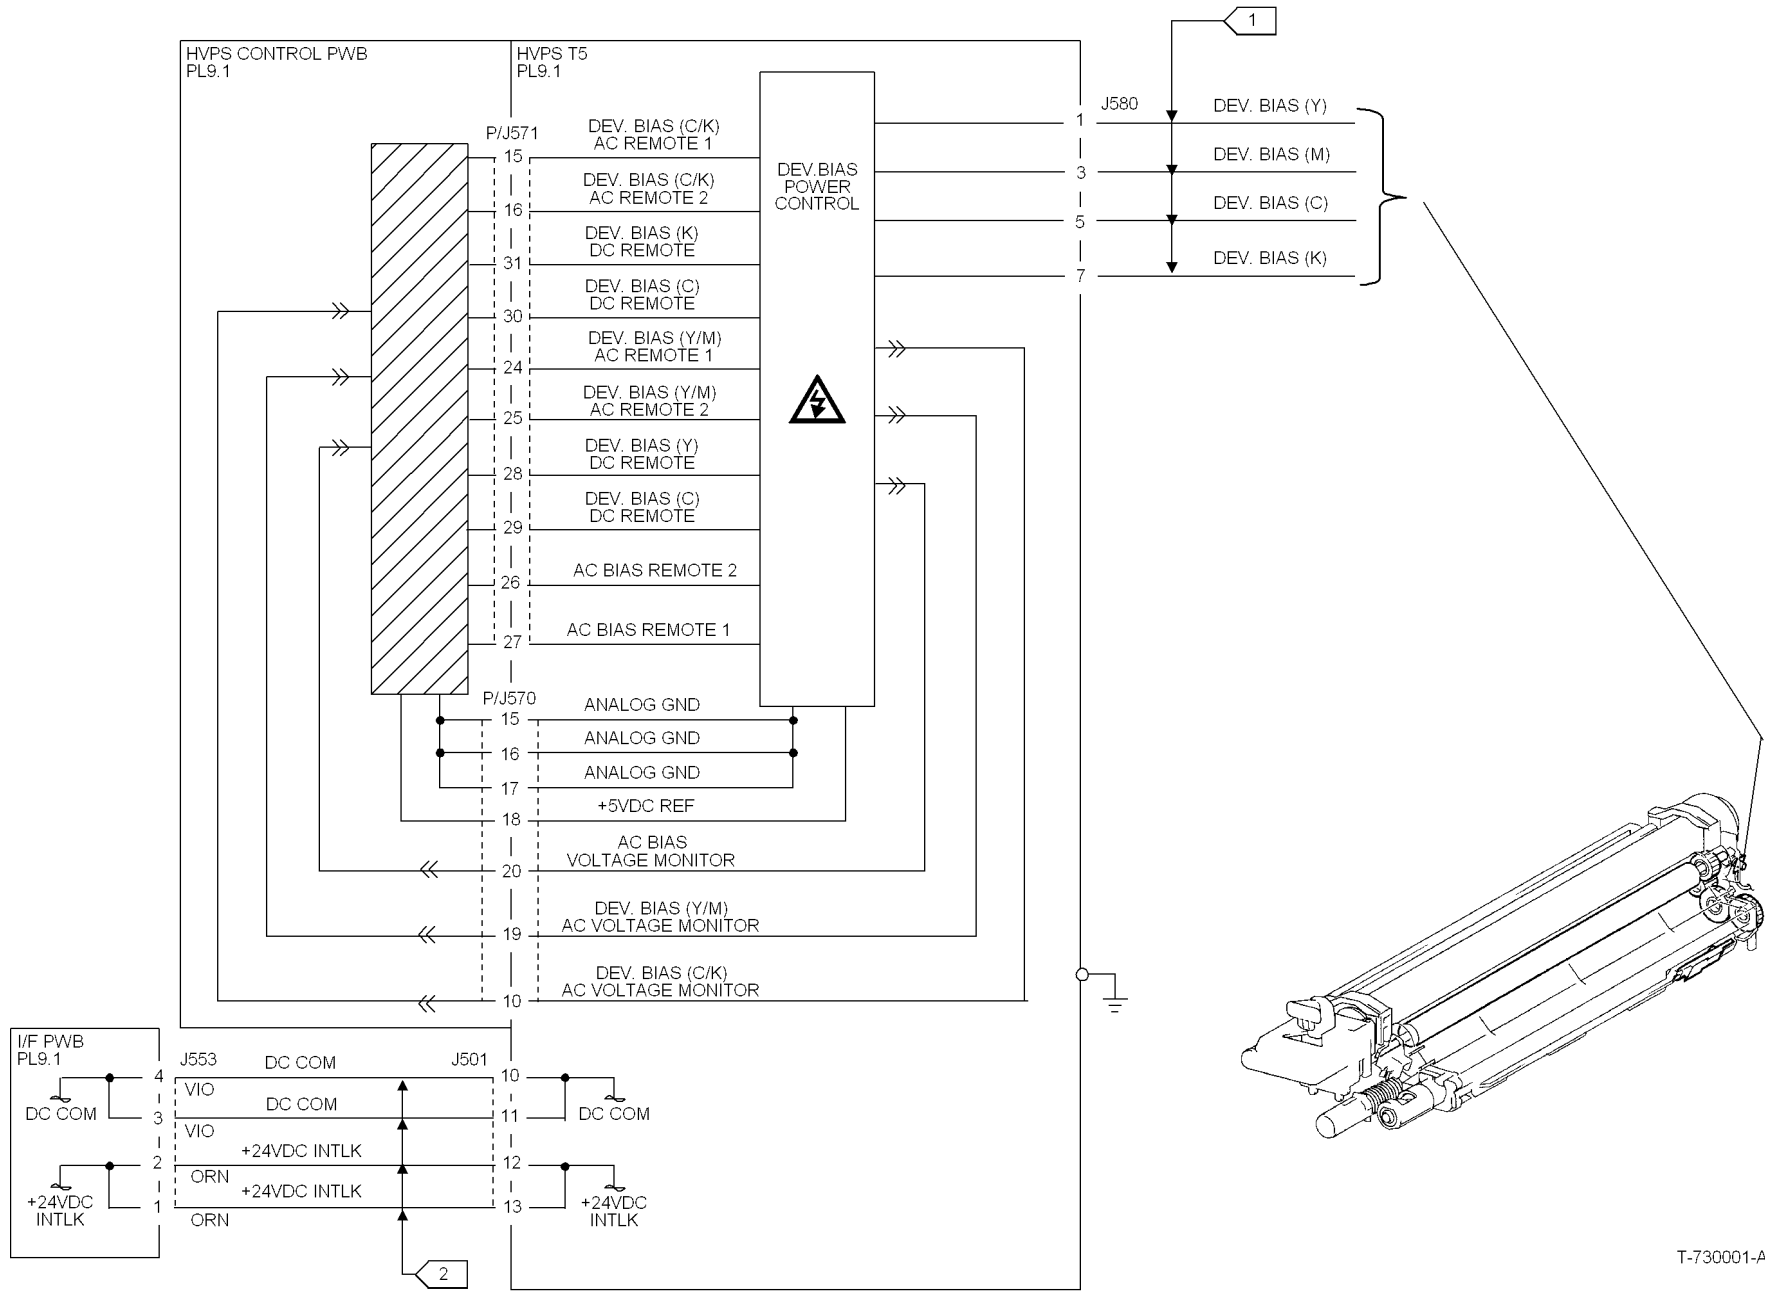 1
HVPS CONTROL PWB
PL9.1
HVPS T5
PL9.1
J580
DEV. BIAS (Y)
1
DEV. BIAS (M)
3
DEV. BIAS (C)
5
DEV. BIAS (K)
7
DEV.BIAS
POWER
CONTROL
P/J571
DEV. BIAS (C/K)
AC REMOTE 1
15
DEV. BIAS (C/K)
AC REMOTE 2
16
DEV. BIAS (K)
DC REMOTE
31
DEV. BIAS (C)
DC REMOTE
30
DEV. BIAS (Y/M)
AC REMOTE 1
24
DEV. BIAS (Y/M)
AC REMOTE 2
25
DEV. BIAS (Y)
DC REMOTE
28
DEV. BIAS (C)
DC REMOTE
29
AC BIAS REMOTE 2
26
AC BIAS REMOTE 1
27
P/J570
ANALOG GND
15
ANALOG GND
16
ANALOG GND
17
+5VDC REF
18
AC BIAS
VOLTAGE MONITOR
20
DEV. BIAS (Y/M)
AC VOLTAGE MONITOR
19
DEV. BIAS (C/K)
AC VOLTAGE MONITOR
10
I/F PWB
PL9.1
J553
J501
DC COM
4
VIO
10
DC COM
DC COM
DC COM
3
VIO
11
+24VDC INTLK
2
ORN
12
+24VDC
INTLK
+24VDC
INTLK
+24VDC INTLK
1
ORN
13
2
T-730001-A